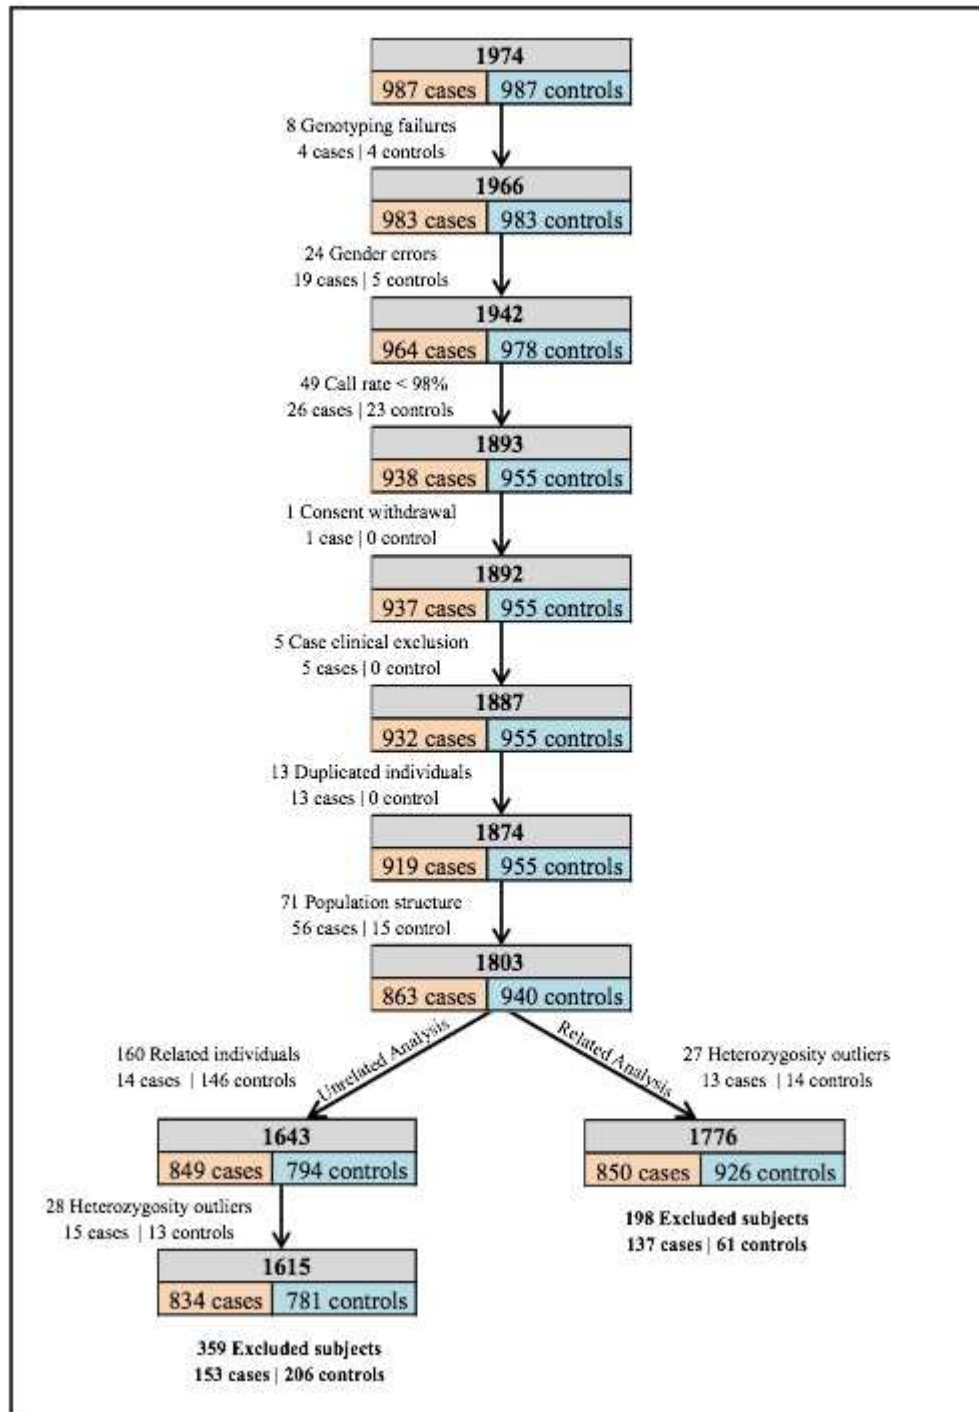 1974
987 cases 987 controls
8 Genotyping failures
4 cases | 4 controls
1966
983 cases 983 controls
24 Gender errors
19 cases | 5 controls
1942
964 cases 978 controls
49 Call rate < 98%
26 cases | 23 controls
1893
938 cases 955 controls
1 Consent withdrawal
1 case | 0 control
1892
937 cases 955 controls
5 Case clinical exclusion
5 cases | 0 control
1887
932 cases 955 controls
13 Duplicated individuals
13 cases | 0 control
1874
919 cases 955 controls
71 Population structure
56 cases | 15 control
1803
863 cases 940 controls
160 Related individuals
14 cases | 146 controls
Unrelated Analysis
Related Analysis
27 Heterozygosity outliers
13 cases | 14 controls
1643
849 cases 794 controls
1776
850 cases 926 controls
28 Heterozygosity outliers
15 cases | 13 controls
198 Excluded subjects
137 cases | 61 controls
1615
834 cases 781 controls
359 Excluded subjects
153 cases | 206 controls